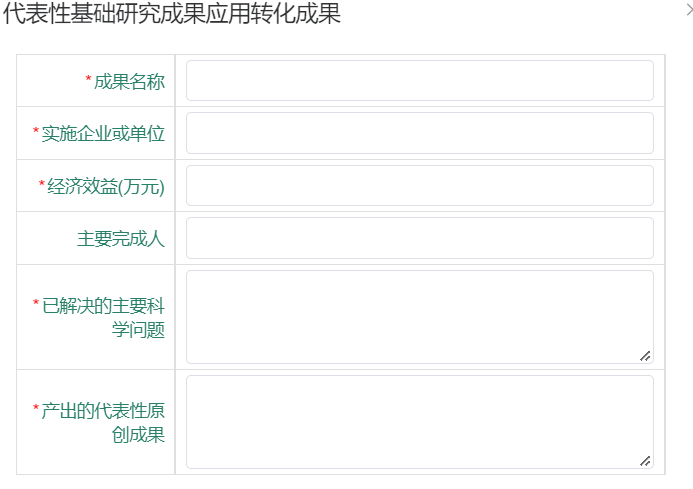 代表性基础研究成果应用转化成果
* 成果名称
* 实施企业或单位
* 经济效益(万元)
主要完成人
* 已解决的主要科
学问题
* 产出的代表性原
创成果